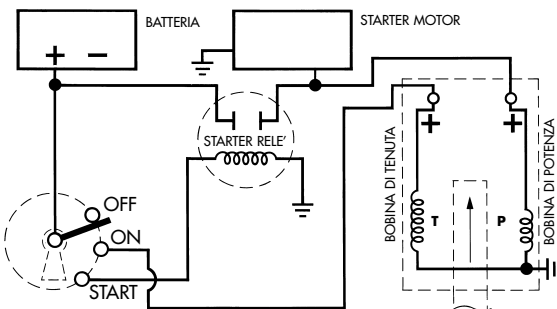 BATTERIA
STARTER MOTOR
+ −
STARTER RELE'
+ +
BOBINA DI TENUTA
T
P
BOBINA DI POTENZA
OFF
ON
START